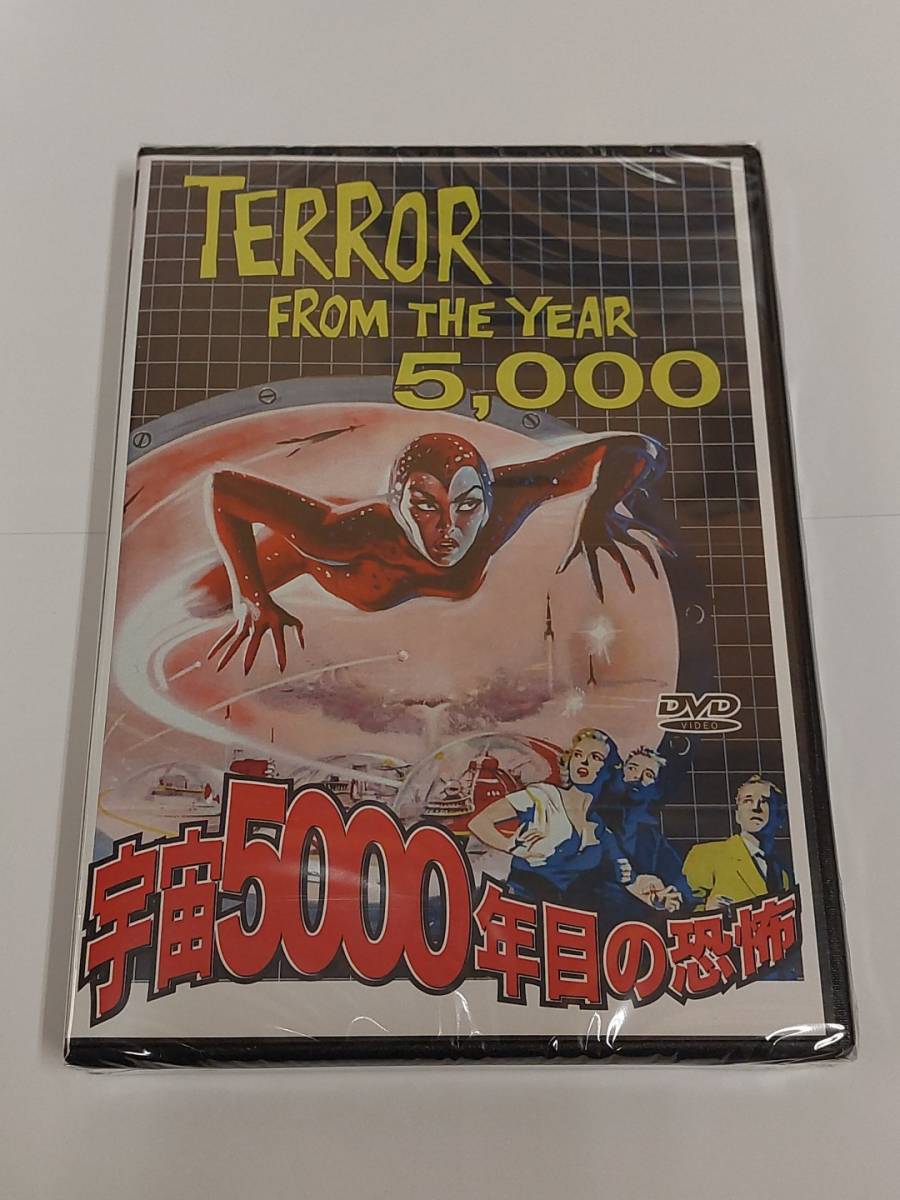 TERROR
FROM THE YEAR
5,000
DVD
VIDEO
宇宙5000年目の恐怖